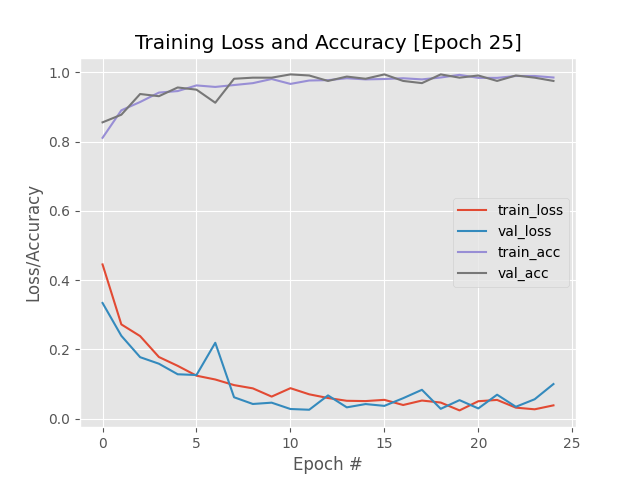 Training Loss and Accuracy [Epoch 25]
1.0
0.8
0.6
0.4
0.2
0.0
Loss/Accuracy
train_loss
val_loss
train_acc
val_acc
0 5 10 15 20 25
Epoch #